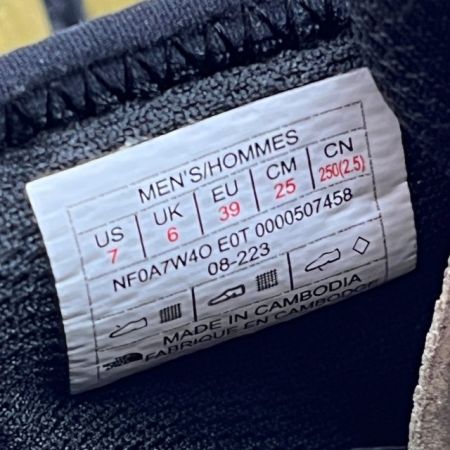 MEN'S/HOMMES
US UK EU CM CN
7 6 39 25 250(2.5)
NF0A7W4O E0T 0000507458
08-223
MADE IN CAMBODIA
FABRIQUE EN CAMBODGE